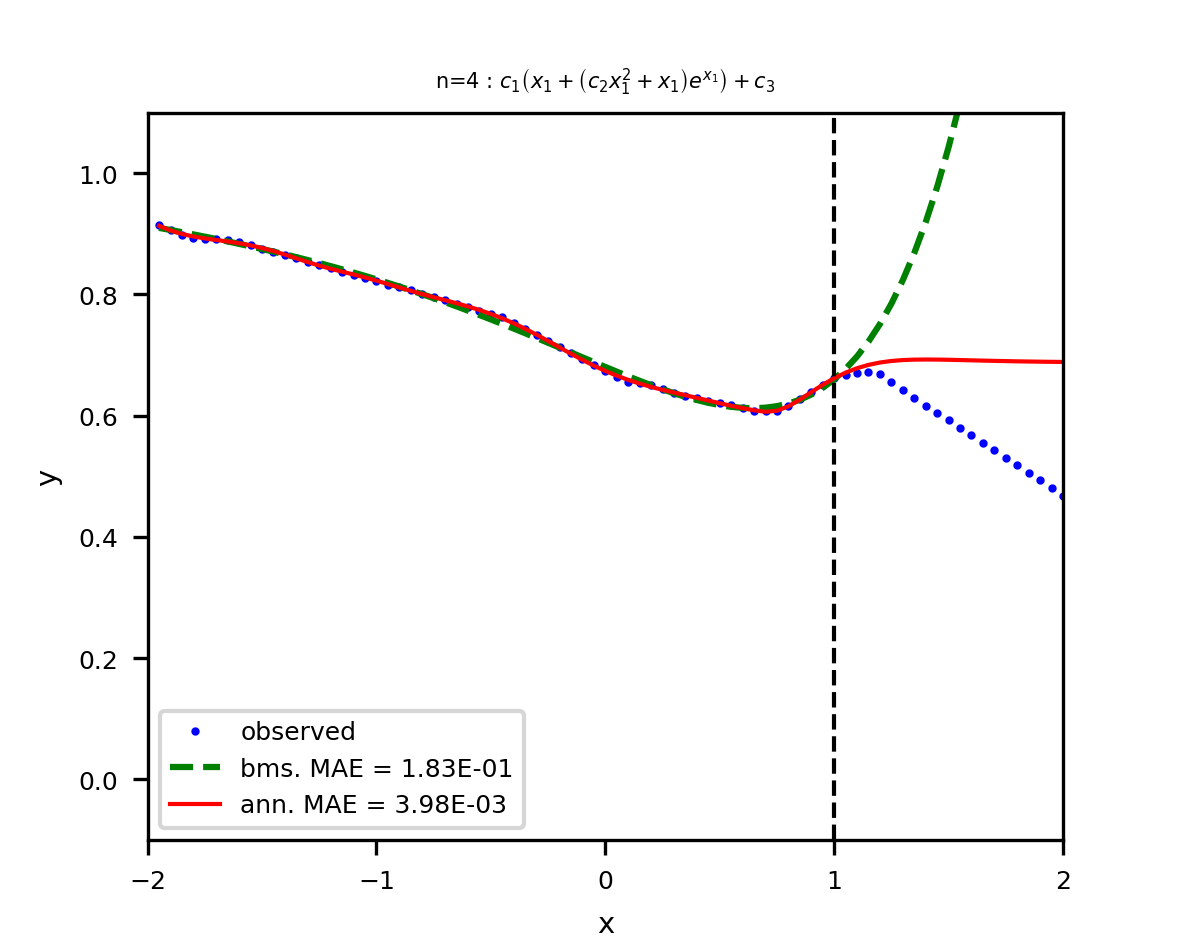 n=4 : $c_1(x_1 + (c_2x_1^2 + x_1)e^{x_1}) + c_3$
y
1.0
0.8
0.6
0.4
0.2
0.0
observed
bms. MAE = 1.83E-01
ann. MAE = 3.98E-03
−2 −1 0 1 2
x